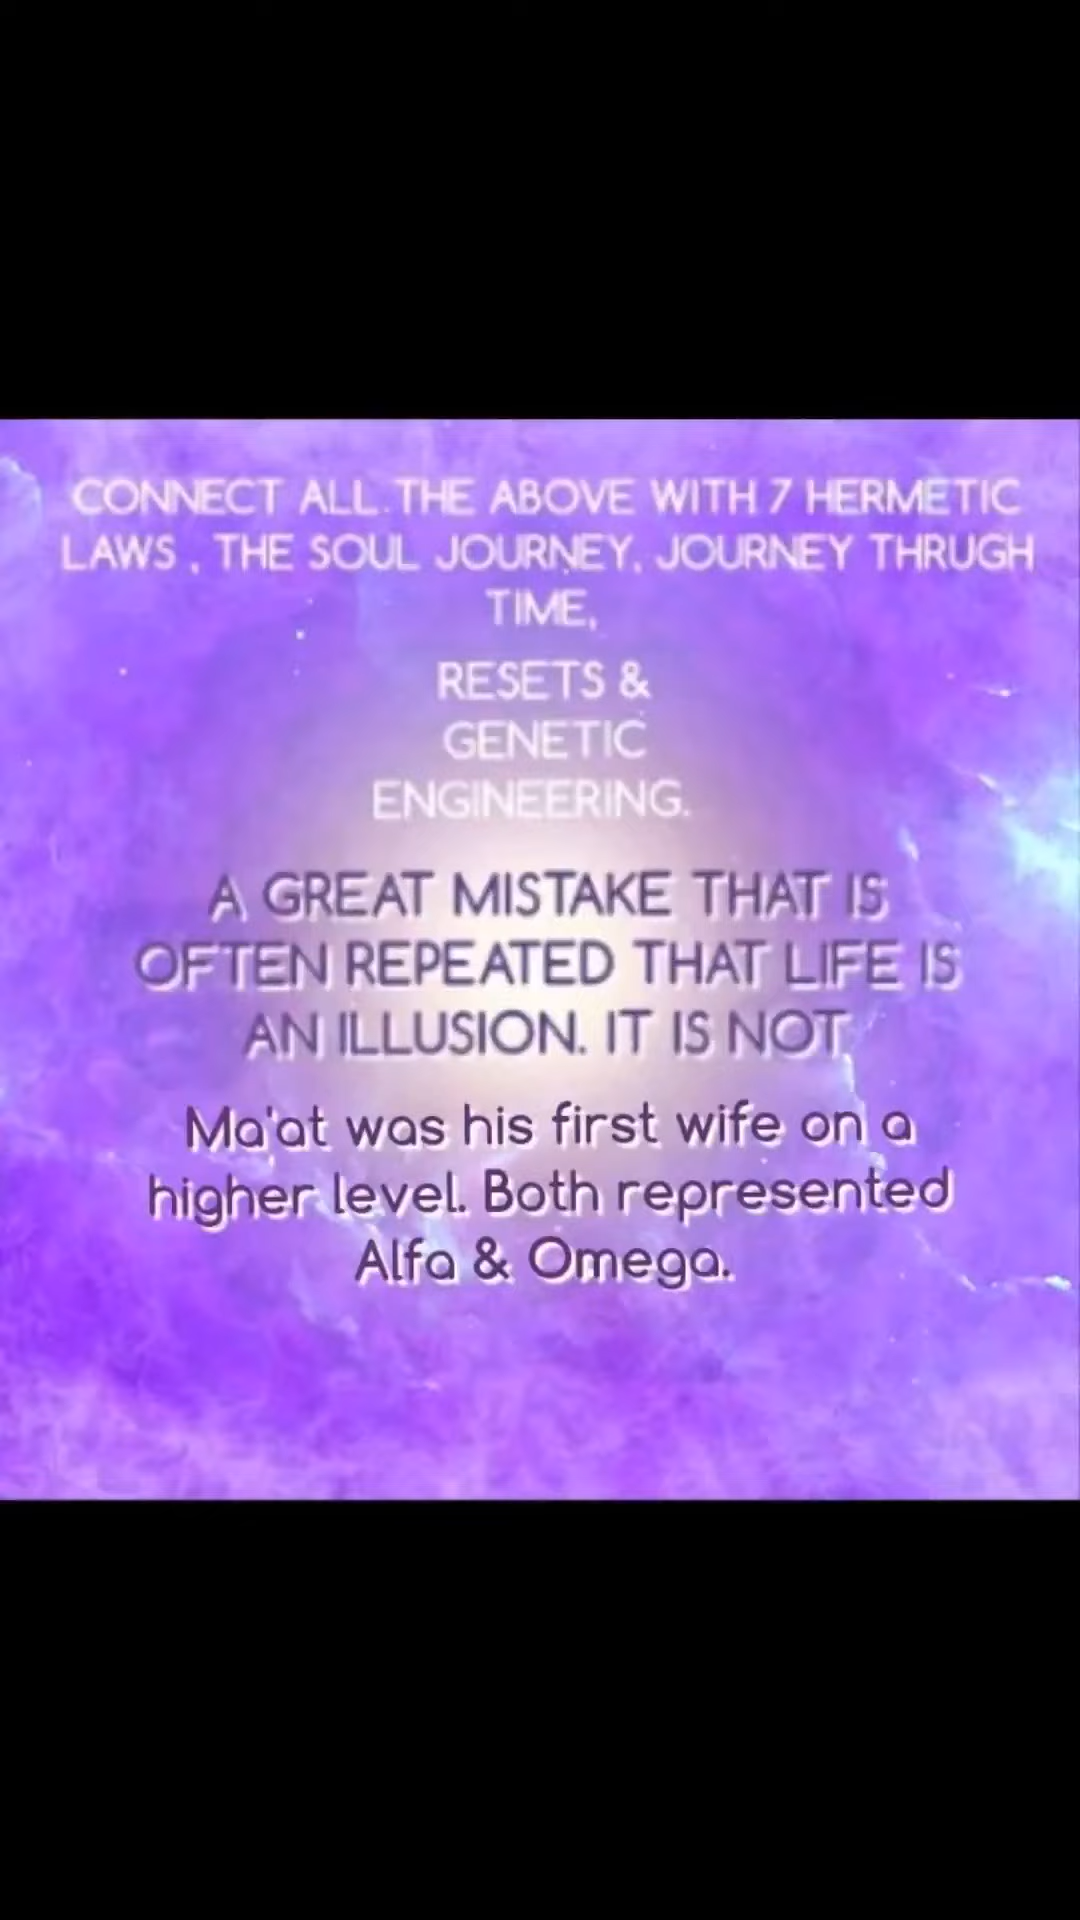 CONNECT ALL THE ABOVE WITH 7 HERMETIC
LAWS , THE SOUL JOURNEY, JOURNEY THRUGH
TIME,
RESETS &
GENETIC
ENGINEERING.
A GREAT MISTAKE THAT IS
OFTEN REPEATED THAT LIFE IS
AN ILLUSION. IT IS NOT
Ma'at was his first wife on a
higher level. Both represented
Alfa & Omega.